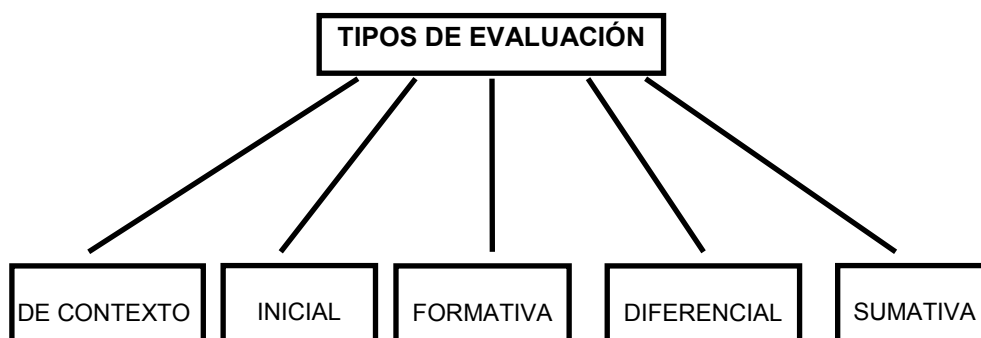 TIPOS DE EVALUACIÓN
DE CONTEXTO
INICIAL
FORMATIVA
DIFERENCIAL
SUMATIVA